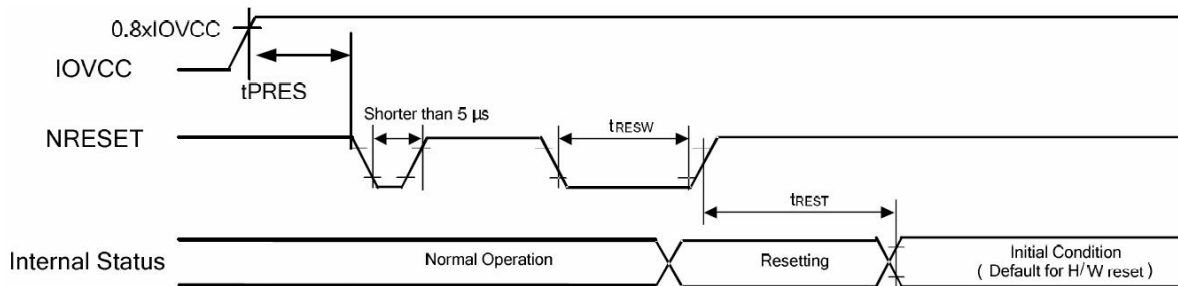 0.8xIOVCC
IOVCC
tPRES
Shorter than 5 µs
tRESW
NRESET
tREST
Internal Status
Normal Operation
Resetting
Initial Condition
( Default for H/W reset )